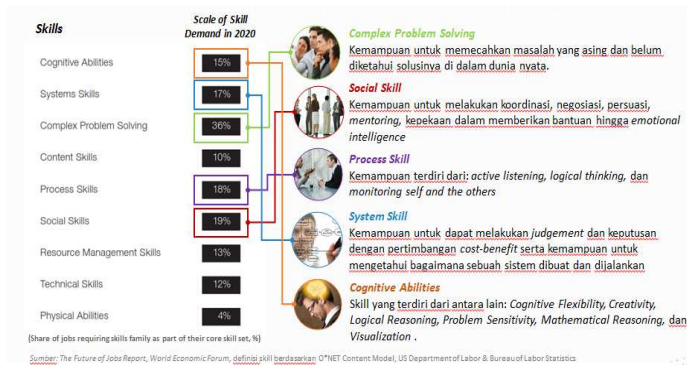 Skills
Scale of Skill
Demand in 2020
Cognitive Abilities 15%
Systems Skills 17%
Complex Problem Solving 36%
Content Skills 10%
Process Skills 18%
Social Skills 19%
Resource Management Skills 13%
Technical Skills 12%
Physical Abilities 4%
(Share of jobs requiring skills family as part of their core skill set, %)
Complex Problem Solving
Kemampuan untuk memecahkan masalah yang asing dan belum
diketahui solusinya di dalam dunia nyata.
Social Skill
Kemampuan untuk melakukan koordinasi, negosiasi, persuasi,
mentoring, kepekaan dalam memberikan bantuan hingga emotional
intelligence
Process Skill
Kemampuan terdiri dari: active listening, logical thinking, dan
monitoring self and the others
System Skill
Kemampuan untuk dapat melakukan judgement dan keputusan
dengan pertimbangan cost-benefit serta kemampuan untuk
mengetahui bagaimana sebuah sistem dibuat dan dijalankan
Cognitive Abilities
Skill yang terdiri dari antara lain: Cognitive Flexibility, Creativity,
Logical Reasoning, Problem Sensitivity, Mathematical Reasoning, dan
Visualization .
Sumber: The Future of Jobs Report, World Economic Forum, definisi skill berdasarkan O*NET Content Model, US Department of Labor & Bureau of Labor Statistics